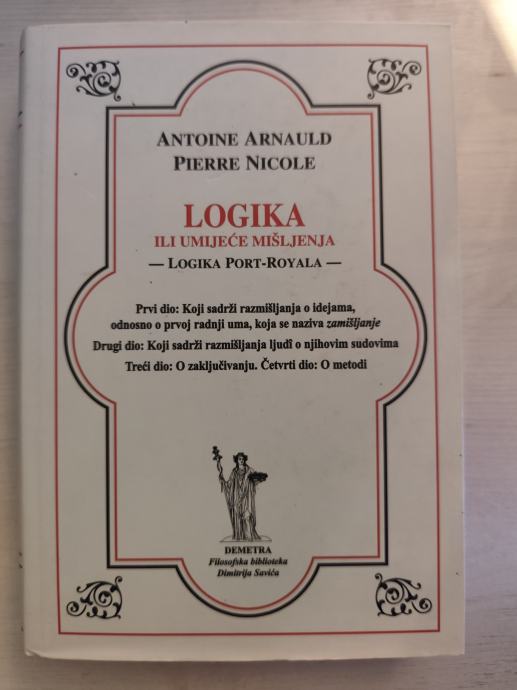 ANTOINE ARNAULD
PIERRE NICOLE
LOGIKA
ILI UMIJEĆE MIŠLJENJA
— LOGIKA PORT-ROYALA —
Prvi dio: Koji sadrži razmišljanja o idejama,
odnosno o prvoj radnji uma, koja se naziva zamišljanje
Drugi dio: Koji sadrži razmišljanja ljudî o njihovim sudovima
Treći dio: O zaključivanju. Četvrti dio: O metodi
DEMETRA
Filosofska biblioteka
Dimitrija Savića